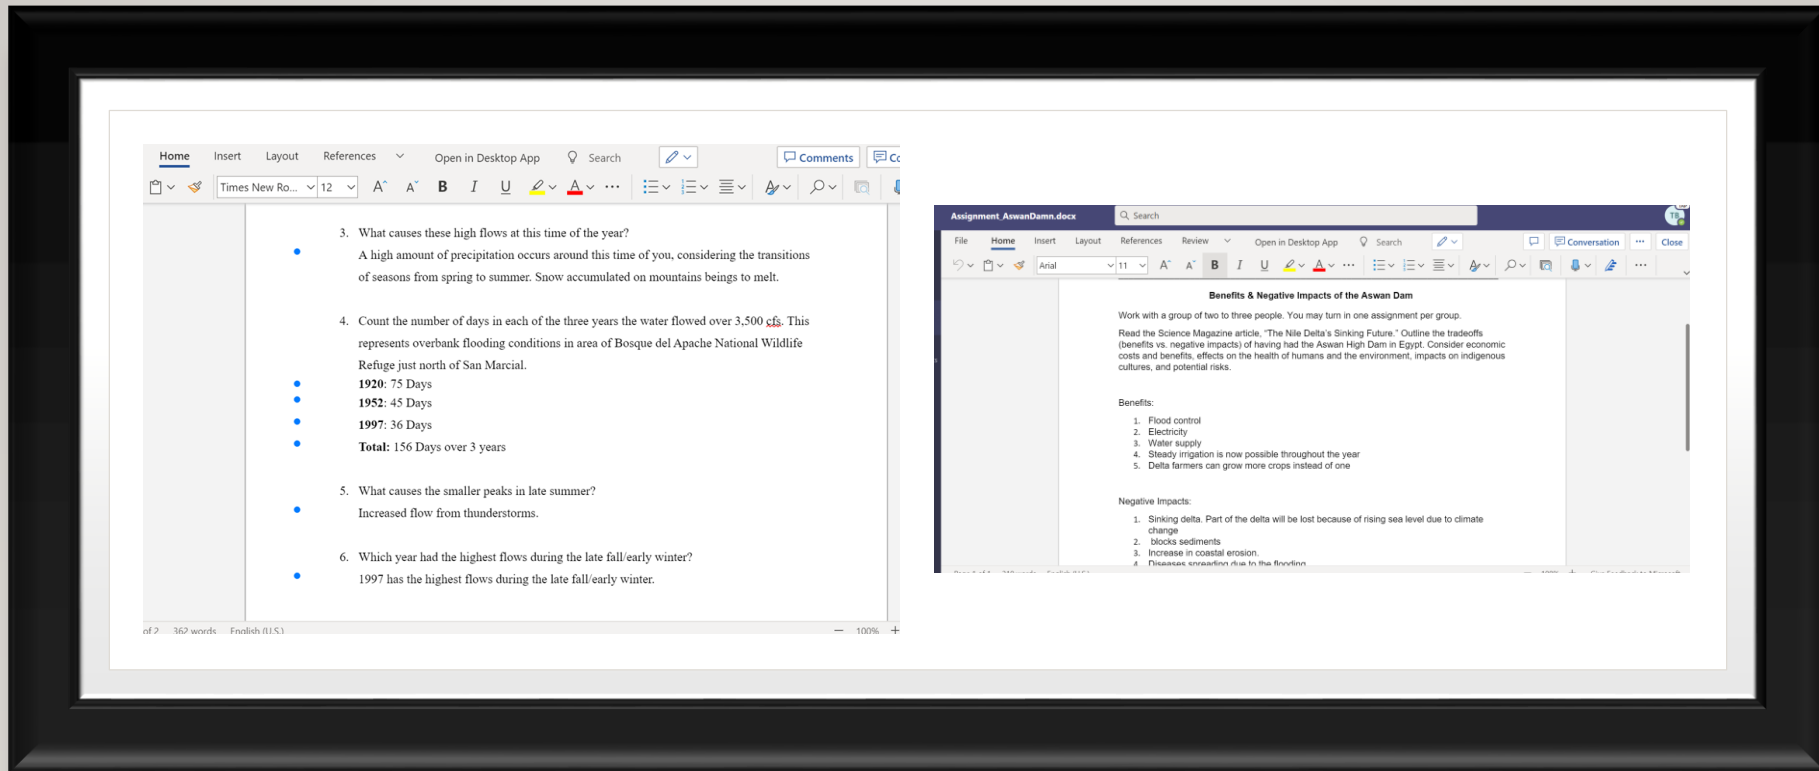 Home Insert Layout References Open in Desktop App Search Comments Co
Times New Ro... 12 A A B I U A ...
3. What causes these high flows at this time of the year?
A high amount of precipitation occurs around this time of you, considering the transitions
of seasons from spring to summer. Snow accumulated on mountains beings to melt.
4. Count the number of days in each of the three years the water flowed over 3,500 cfs. This
represents overbank flooding conditions in area of Bosque del Apache National Wildlife
Refuge just north of San Marcial.
1920: 75 Days
1952: 45 Days
1997: 36 Days
Total: 156 Days over 3 years
5. What causes the smaller peaks in late summer?
Increased flow from thunderstorms.
6. Which year had the highest flows during the late fall/early winter?
1997 has the highest flows during the late fall/early winter.
of 2 362 words English (U.S.) 100%
Assignment_AswanDamn.docx Search TB
File Home Insert Layout References Review Open in Desktop App Search Conversation ... Close
Arial 11 A A B I U A ... ...
Benefits & Negative Impacts of the Aswan Dam
Work with a group of two to three people. You may turn in one assignment per group.
Read the Science Magazine article, "The Nile Delta's Sinking Future." Outline the tradeoffs
(benefits vs. negative impacts) of having had the Aswan High Dam in Egypt. Consider economic
costs and benefits, effects on the health of humans and the environment, impacts on indigenous
cultures, and potential risks.
Benefits:
1. Flood control
2. Electricity
3. Water supply
4. Steady irrigation is now possible throughout the year
5. Delta farmers can grow more crops instead of one
Negative Impacts:
1. Sinking delta. Part of the delta will be lost because of rising sea level due to climate
change
2. blocks sediments
3. Increase in coastal erosion.
4. Diseases spreading due to the flooding